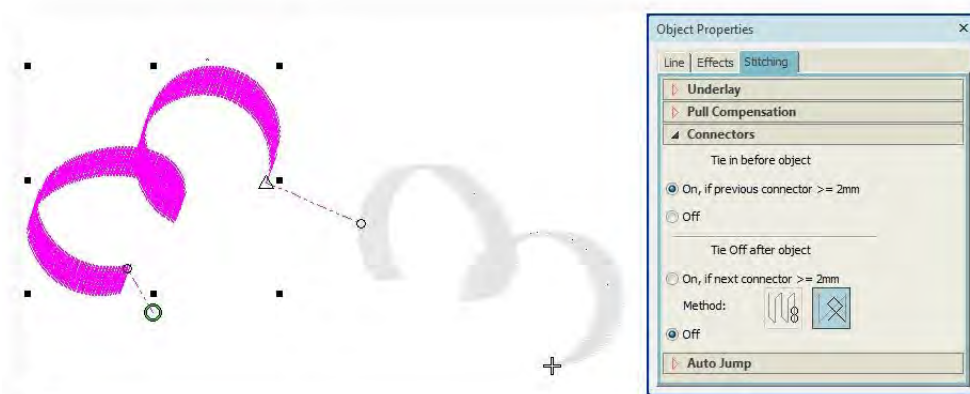 Object Properties
Line Effects Stitching
Underlay
Pull Compensation
Connectors
Tie in before object
On, if previous connector >= 2mm
Off
Tie Off after object
On, if next connector >= 2mm
Method:
Off
Auto Jump